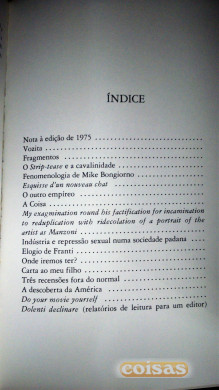 ÍNDICE
Nota à edição de 1975
Voaita
Fragmentos
O Strip-tease e a cavalinidade
Fenomenologia de Mike Bongiorno
Esquisse d'un nouveau chat
O outro empíreo
A Coisa
My exagmination round his factification for incamination
to reduplication with ridecolation of a portrait of the
artist as Manzoni
Indústria e repressão sexual numa sociedade padana
Elogio de Franti
Onde iremos ter?
Carta ao meu filho
Três recensões fora do normal
A descoberta da América
Do your movie yourself
Dolenti declinare (relatórios de leitura para um editor)
coisas